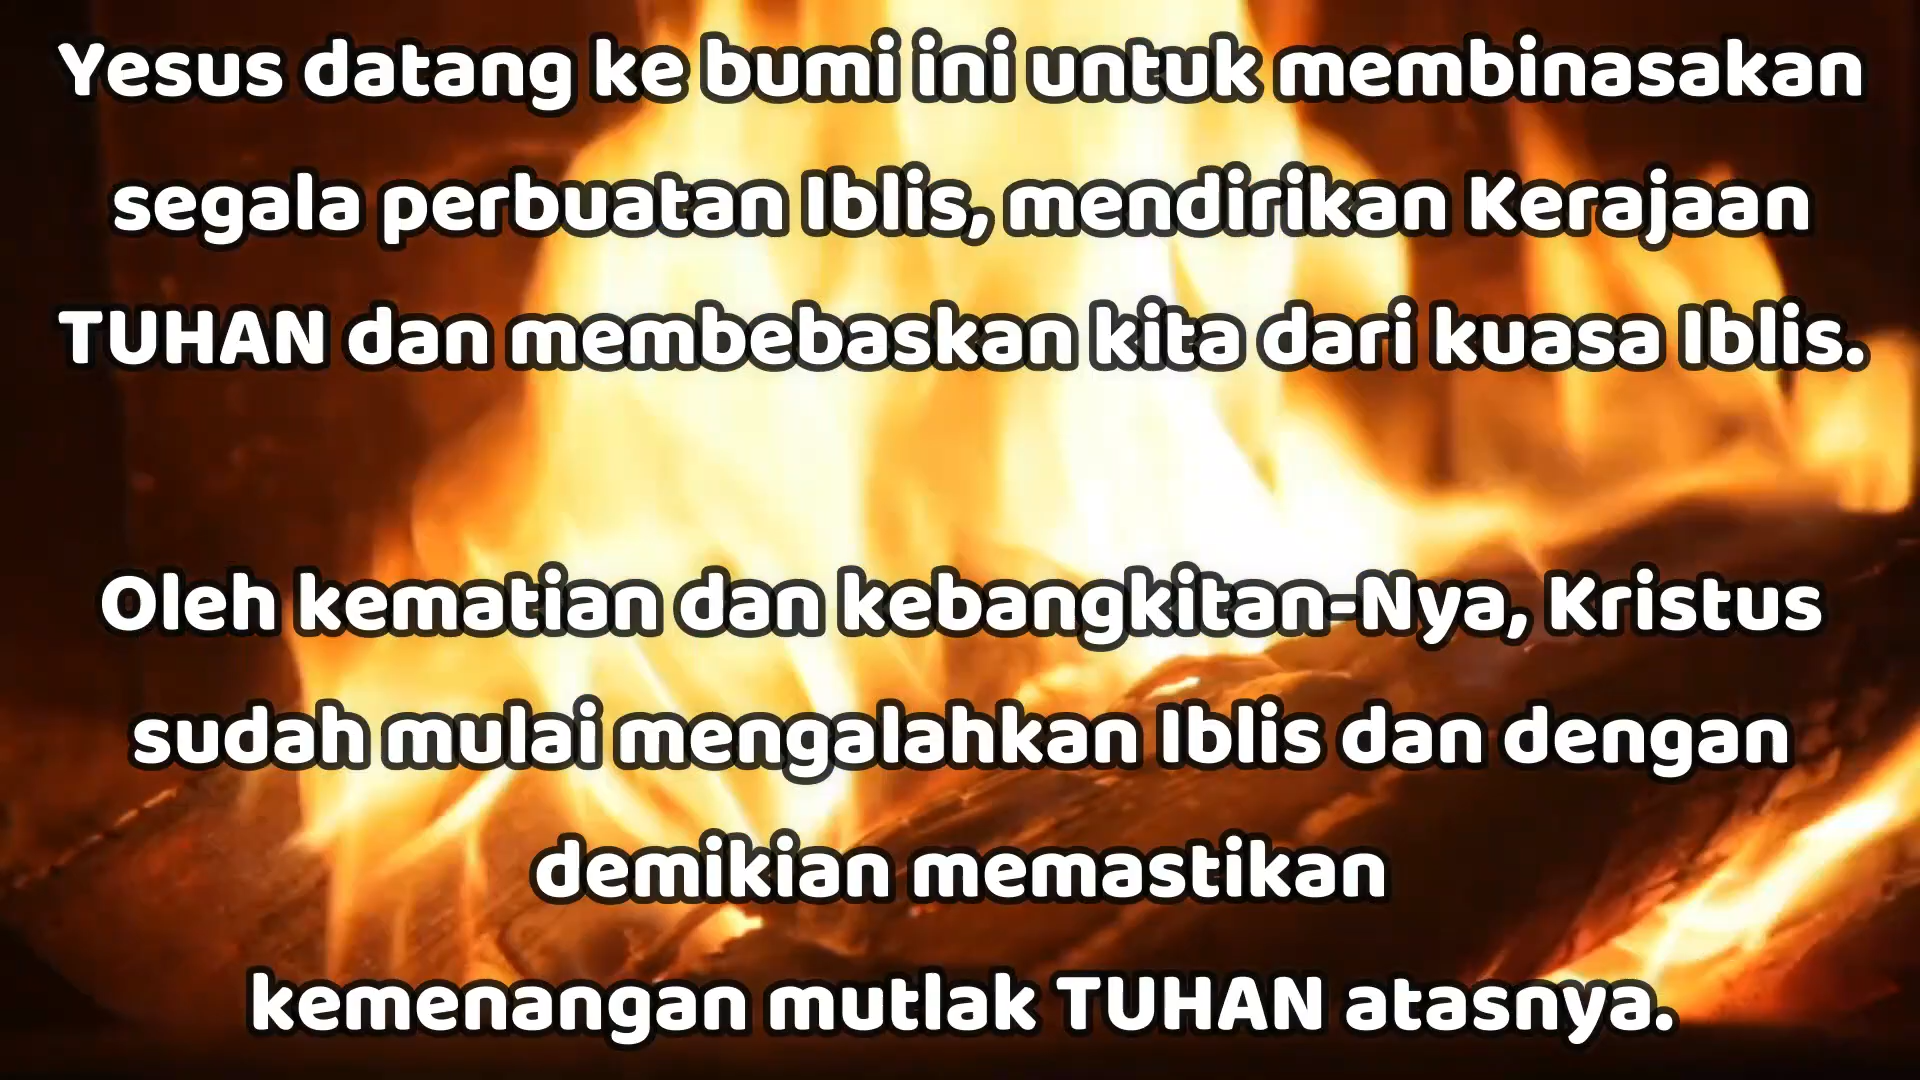 Yesus datang ke bumi ini untuk membinasakan
segala perbuatan Iblis, mendirikan Kerajaan
TUHAN dan membebaskan kita dari kuasa Iblis.
Oleh kematian dan kebangkitan-Nya, Kristus
sudah mulai mengalahkan Iblis dan dengan
demikian memastikan
kemenangan mutlak TUHAN atasnya.